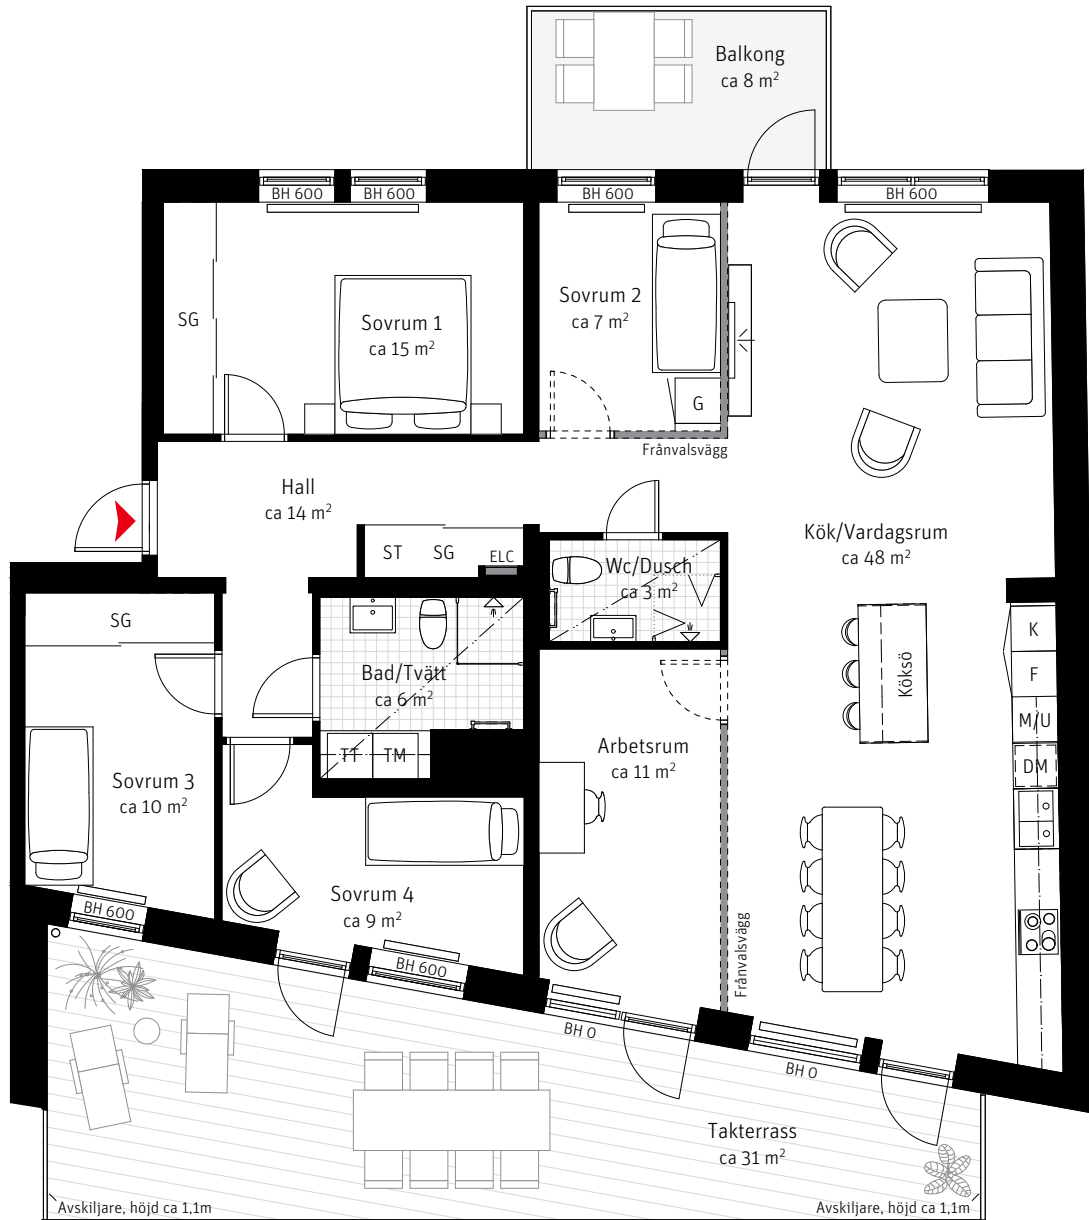 Balkong
ca 8 m²
BH 600
BH 600
BH 600
BH 600
SG
Sovrum 1
ca 15 m²
Sovrum 2
ca 7 m²
G
Frånvalsvägg
Hall
ca 14 m²
Kök/Vardagsrum
ca 48 m²
ST
SG
ELC
Wc/Dusch
ca 3 m²
SG
K
F
M/U
DM
Köksö
Bad/Tvätt
ca 6 m²
TT
TM
Arbetsrum
ca 11 m²
Sovrum 3
ca 10 m²
Sovrum 4
ca 9 m²
Frånvalsvägg
BH 600
BH 600
BH 0
BH 0
Takterrass
ca 31 m²
Avskiljare, höjd ca 1,1m
Avskiljare, höjd ca 1,1m